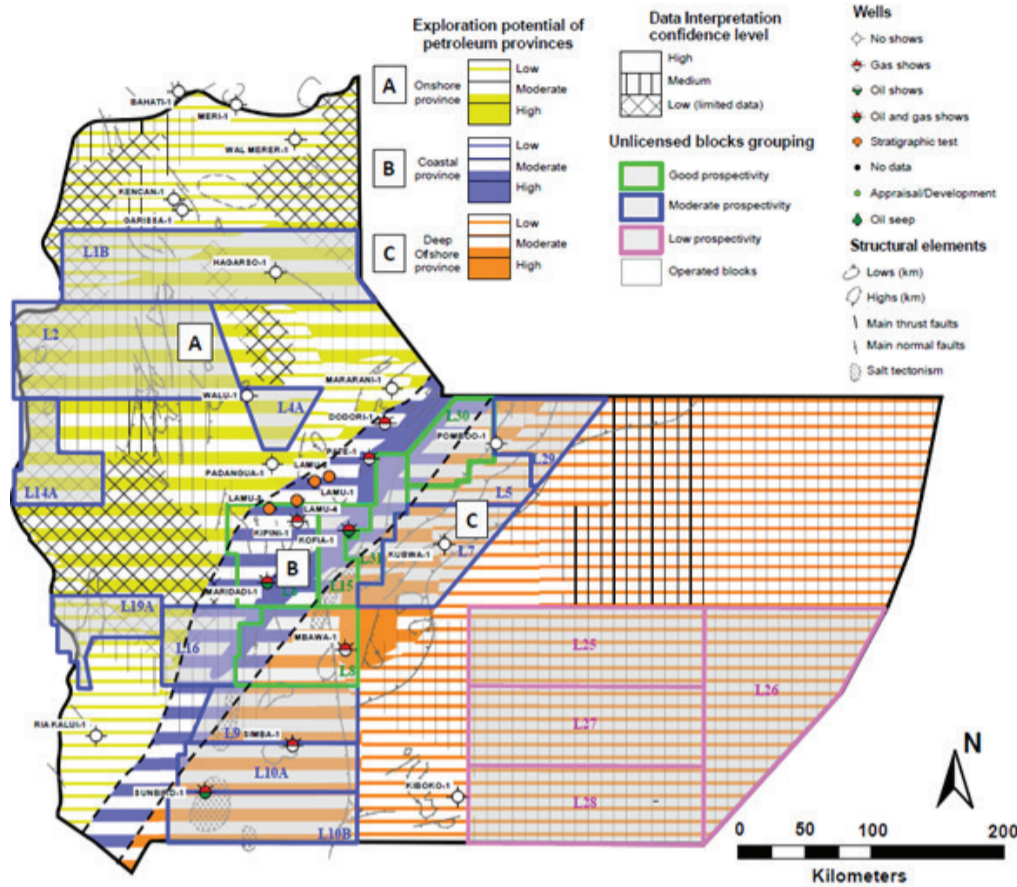 Exploration potential of
petroleum provinces
A
Onshore
province
Low
Moderate
High
B
Coastal
province
Low
Moderate
High
C
Deep
Ofshore
province
Low
Moderate
High
Data Interpretation
confidence level
High
Medium
Low (limited data)
Unlicensed blocks grouping
Good prospectivity
Moderate prospectivity
Low prospectivity
Operated blocks
Wells
No shows
Gas shows
Oil shows
Oil and gas shows
Stratigraphic test
No data
Appraisal/Development
Oil seep
Structural elements
Lows (km)
Highs (km)
Main thrust faults
Main normal faults
Salt tectonism
BAHATI-1
MERI-1
WAL MERER-1
KENCAN-1
GARISSA-1
L1B
HAGARSO-1
L2
A
MARARANI-1
WALU-1
L4A
DODORI-1
L30
POMBOO-1
PATE-1
L29
PADANGUA-1
LAMU-1
L5
L14A
LAMU-4
C
KIPINI-1
KOFIA-1
KUBWA-1
L7
B
L31
MARIDADI-1
L15
L19A
L16
MBAWA-1
L8
L25
L26
L27
RIA KALUI-1
L9
SIMBA-1
L10A
SUNBIRD-1
KIBOKO-1
L28
L10B
N
0 50 100 200
Kilometers